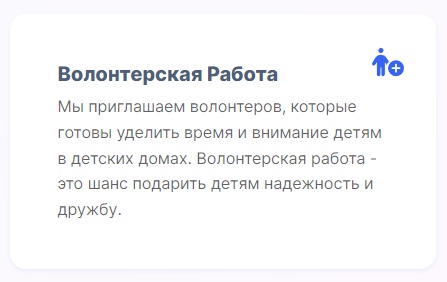 Волонтерская Работа
Мы приглашаем волонтеров, которые
готовы уделить время и внимание детям
в детских домах. Волонтерская работа -
это шанс подарить детям надежность и
дружбу.